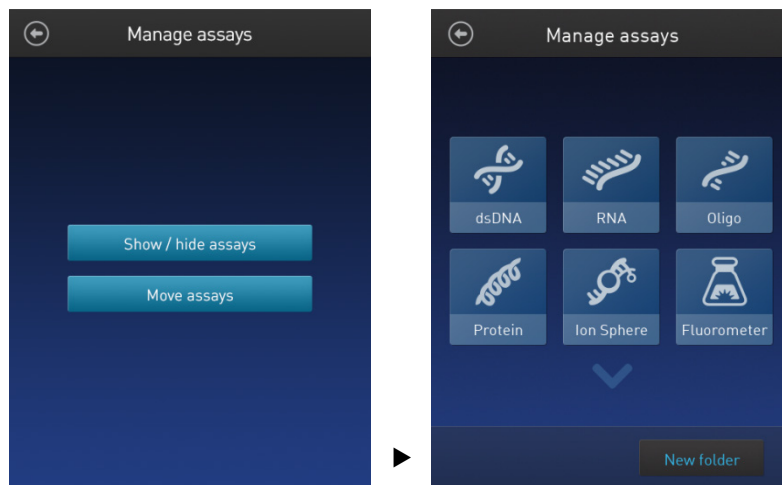 Manage assays
Show / hide assays
Move assays
Manage assays
dsDNA
RNA
Oligo
Protein
Ion Sphere
Fluorometer
New folder